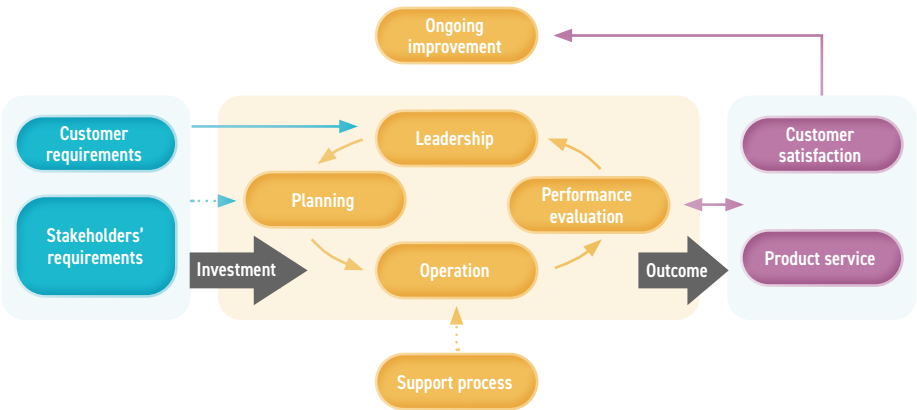 Ongoing
improvement
Customer
requirements
Stakeholders’
requirements
Leadership
Planning
Performance
evaluation
Operation
Investment
Outcome
Customer
satisfaction
Product service
Support process